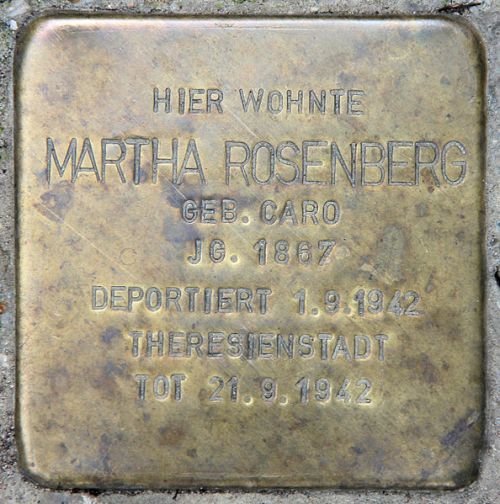 HIER WOHNTE
MARTHA ROSENBERG
GEB. CARO
JG. 1867
DEPORTIERT 1.9.1942
THERESIENSTADT
TOT 21.9.1942